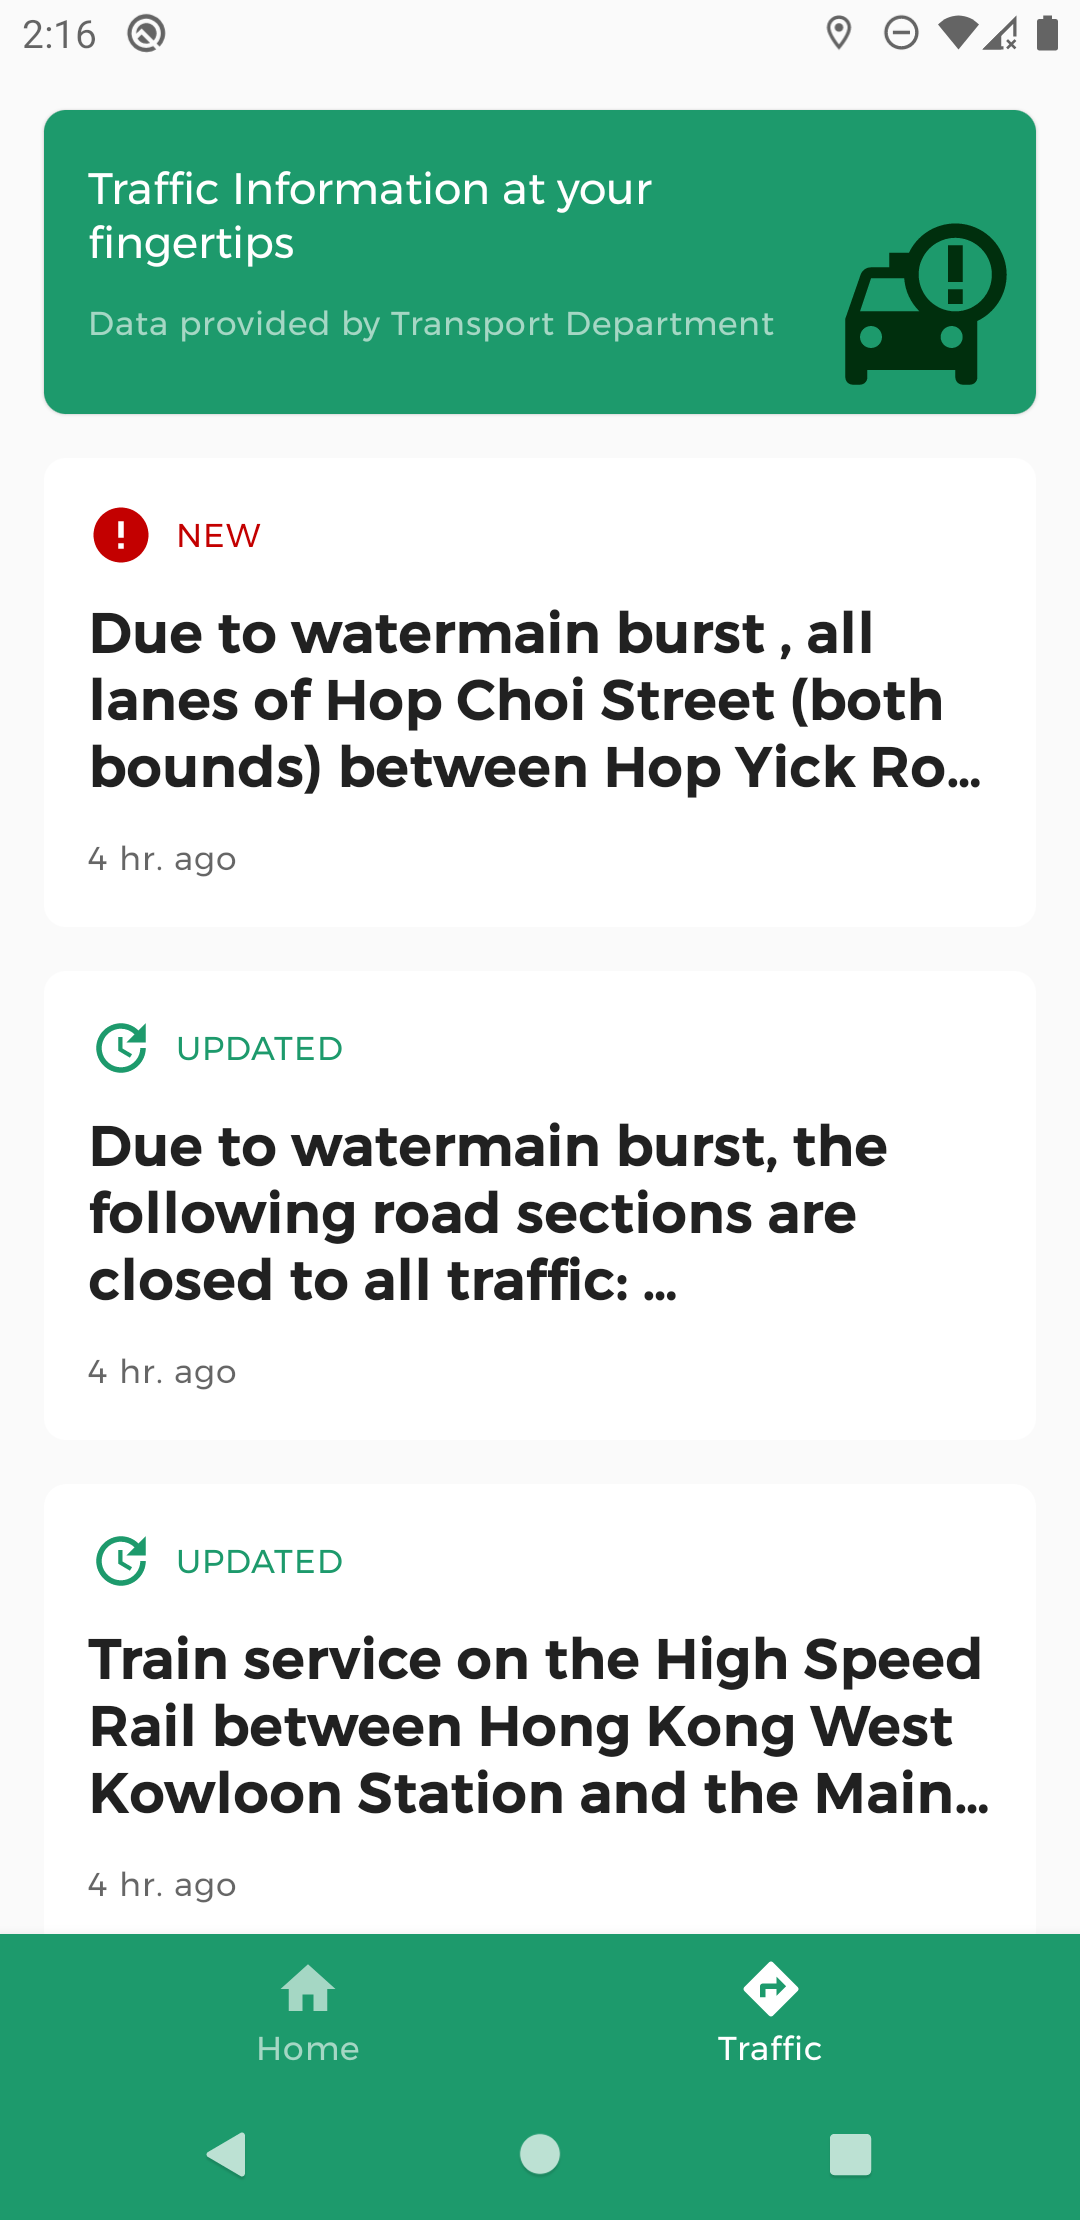 2:16
Traffic Information at your
fingertips
Data provided by Transport Department
NEW
Due to watermain burst , all
lanes of Hop Choi Street (both
bounds) between Hop Yick Ro...
4 hr. ago
UPDATED
Due to watermain burst, the
following road sections are
closed to all traffic: ...
4 hr. ago
UPDATED
Train service on the High Speed
Rail between Hong Kong West
Kowloon Station and the Main...
4 hr. ago
Home
Traffic